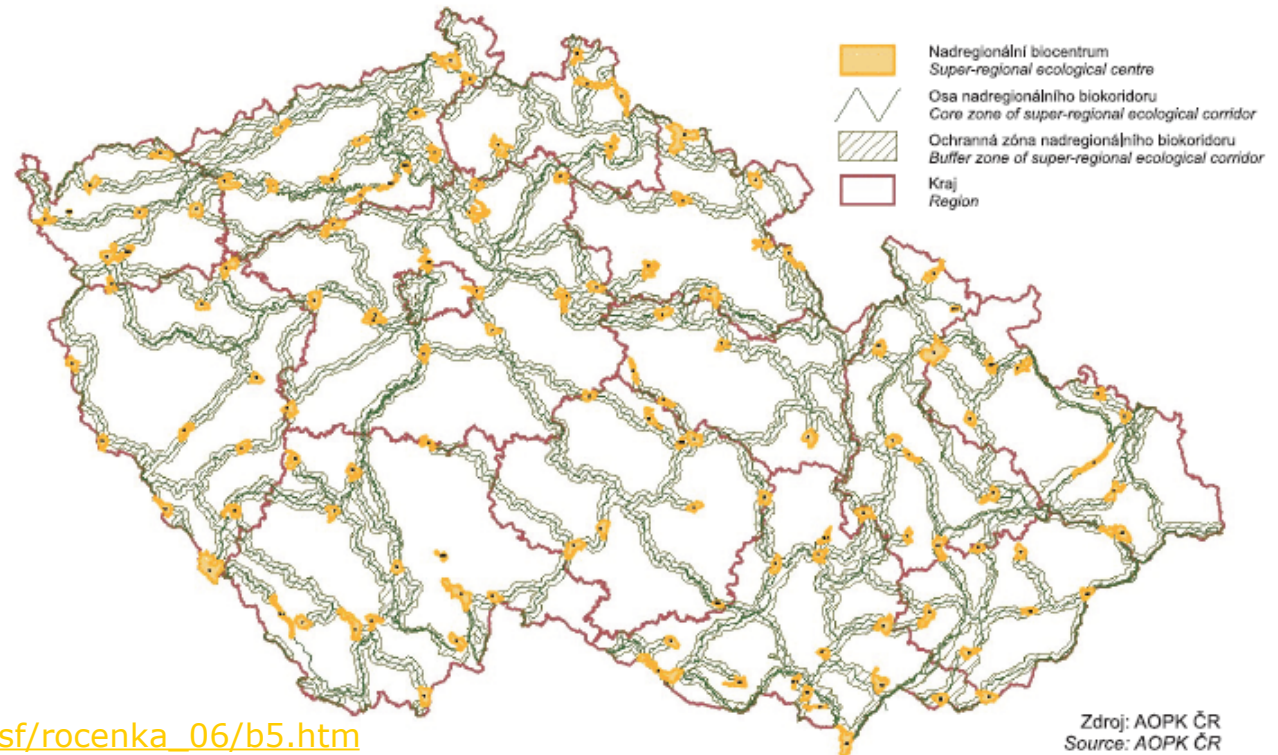 Nadregionální biocentrum
Super-regional ecological centre
Osa nadregionálního biokoridoru
Core zone of super-regional ecological corridor
Ochranná zóna nadregionálního biokoridoru
Buffer zone of super-regional ecological corridor
Kraj
Region
Zdroj: AOPK ČR
Source: AOPK ČR
sf/rocenka_06/b5.htm